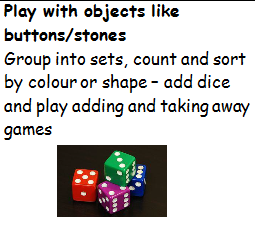 Play with objects like
buttons/stones
Group into sets, count and sort
by colour or shape – add dice
and play adding and taking away
games